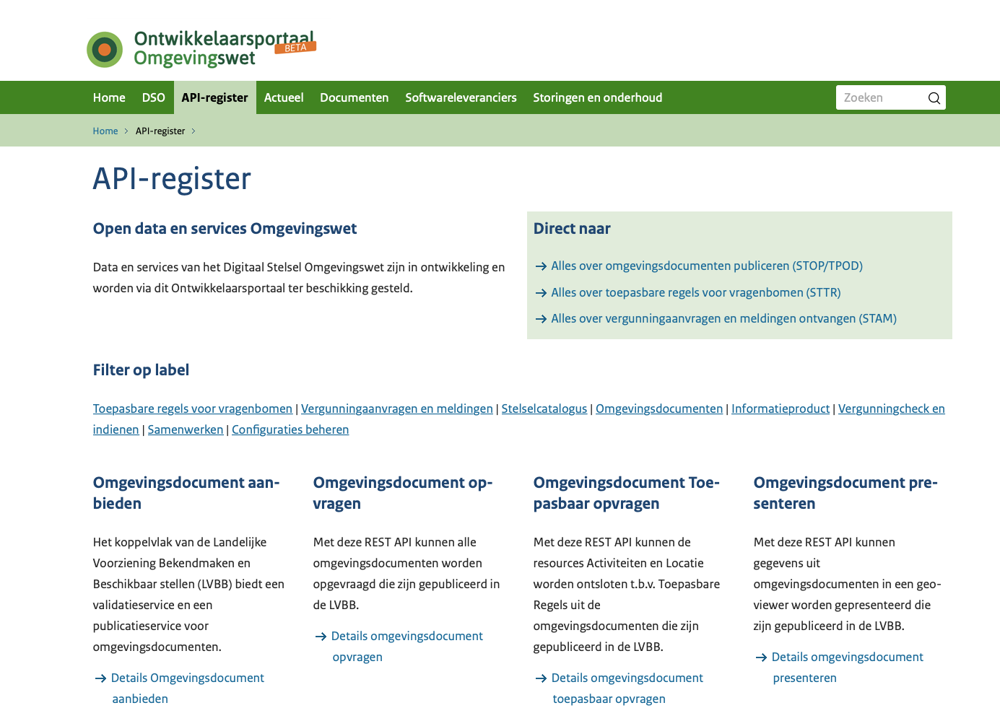 Ontwikkelaarsportaal
BETA
Omgevingswet
Home DSO API-register Actueel Documenten Softwareleveranciers Storingen en onderhoud Zoeken
Home API-register
API-register
Open data en services Omgevingswet
Data en services van het Digitaal Stelsel Omgevingswet zijn in ontwikkeling en
worden via dit Ontwikkelaarsportaal ter beschikking gesteld.
Direct naar
Alles over omgevingsdocumenten publiceren (STOP/TPOD)
Alles over toepasbare regels voor vragenbomen (STTR)
Alles over vergunningaanvragen en meldingen ontvangen (STAM)
Filter op label
Toepasbare regels voor vragenbomen | Vergunningaanvragen en meldingen | Stelselcatalogus | Omgevingsdocumenten | Informatieproduct | Vergunningcheck en
indienen | Samenwerken | Configuraties beheren
Omgevingsdocument aan-
bieden
Het koppelvlak van de Landelijke
Voorziening Bekendmaken en
Beschikbaar stellen (LVBB) biedt een
validatieservice en een
publicatieservice voor
omgevingsdocumenten.
Details Omgevingsdocument
aanbieden
Omgevingsdocument op-
vragen
Met deze REST API kunnen alle
omgevingsdocumenten worden
opgevraagd die zijn gepubliceerd in
de LVBB.
Details omgevingsdocument
opvragen
Omgevingsdocument Toe-
pasbaar opvragen
Met deze REST API kunnen de
resources Activiteiten en Locatie
worden ontsloten t.b.v. Toepasbare
Regels uit de
omgevingsdocumenten die zijn
gepubliceerd in de LVBB.
Details omgevingsdocument
toepasbaar opvragen
Omgevingsdocument pre-
senteren
Met deze REST API kunnen
gegevens uit
omgevingsdocumenten in een geo-
viewer worden gepresenteerd die
zijn gepubliceerd in de LVBB.
Details omgevingsdocument
presenteren